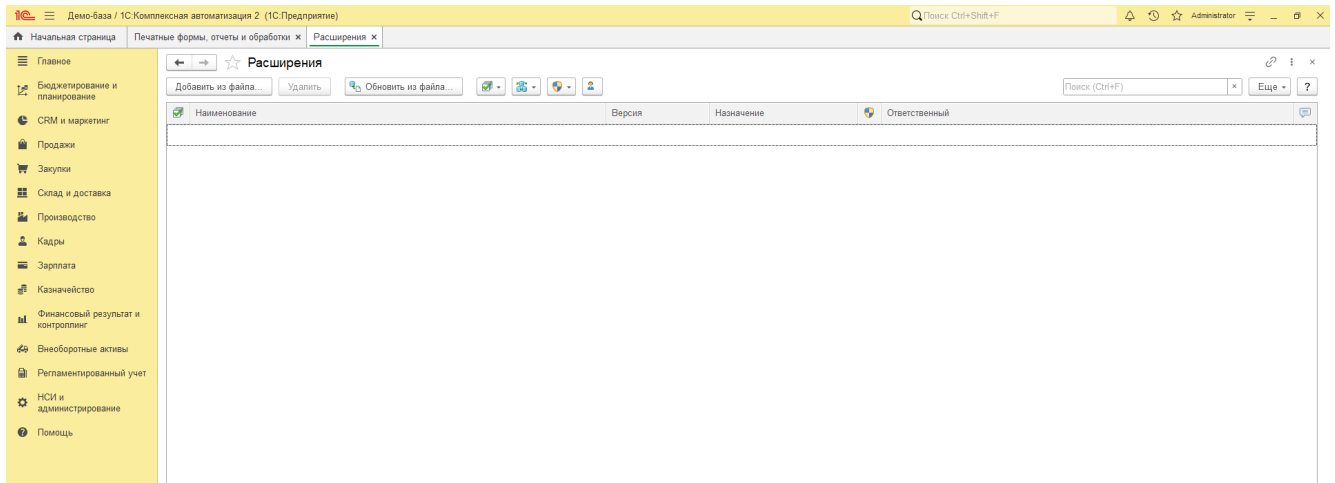 1С Демо-база / 1С:Комплексная автоматизация 2 (1С:Предприятие) Поиск Ctrl+Shift+F Administrator
Начальная страница Печатные формы, отчеты и обработки × Расширения ×
Главное
Бюджетирование и
планирование
CRM и маркетинг
Продажи
Закупки
Склад и доставка
Производство
Кадры
Зарплата
Казначейство
Финансовый результат и
контроллинг
Внеоборотные активы
Регламентированный учет
НСИ и
администрирование
Помощь
Расширения
Добавить из файла... Удалить Обновить из файла... Поиск (Ctrl+F) × Еще ?
Наименование Версия Назначение Ответственный